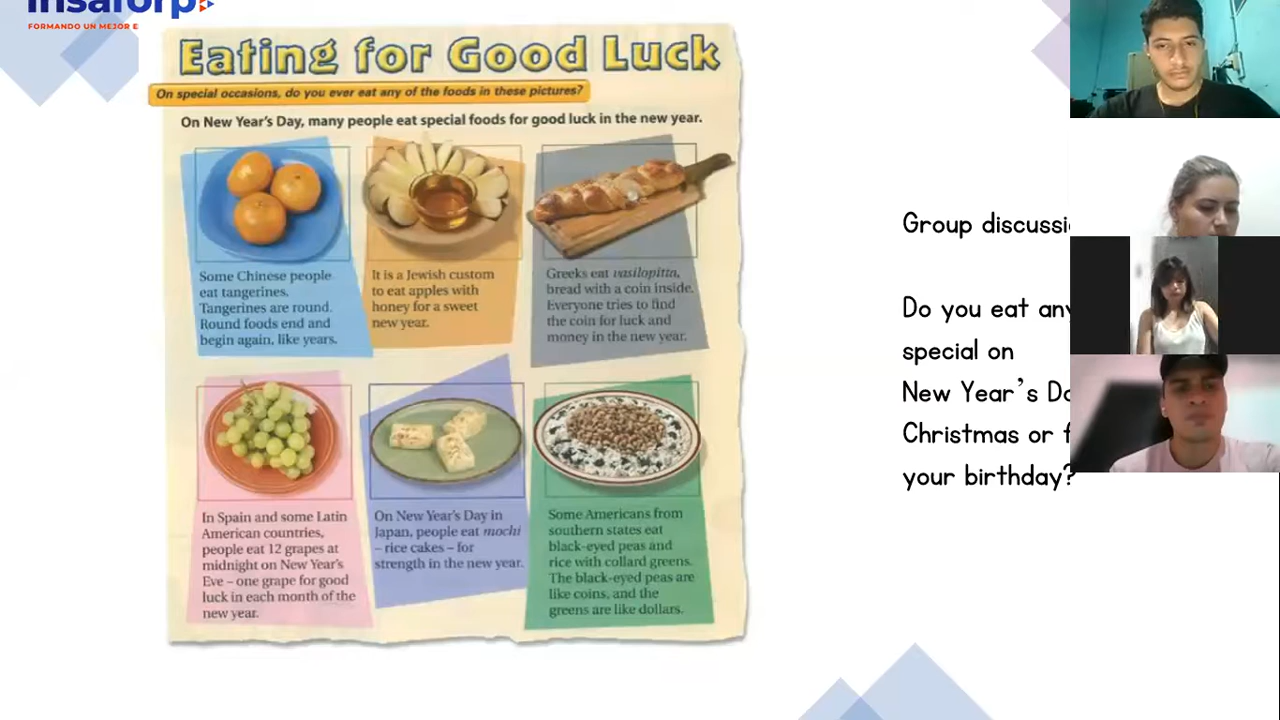 FORMANDO UN MEJOR E
Eating for Good Luck
On special occasions, do you ever eat any of the foods in these pictures?
On New Year's Day, many people eat special foods for good luck in the new year.
Some Chinese people
eat tangerines.
Tangerines are round.
Round foods end and
begin again, like years.
It is a Jewish custom
to eat apples with
honey for a sweet
new year.
Greeks eat vasilopitta,
bread with a coin inside.
Everyone tries to find
the coin for luck and
money in the new year.
In Spain and some Latin
American countries,
people eat 12 grapes at
midnight on New Year's
Eve – one grape for good
luck in each month of the
new year.
On New Year's Day in
Japan, people eat mochi
– rice cakes – for
strength in the new year.
Some Americans from
southern states eat
black-eyed peas and
rice with collard greens.
The black-eyed peas are
like coins, and the
greens are like dollars.
Group
Do you eat
special on
New Year's
Christmas or
your birthday?